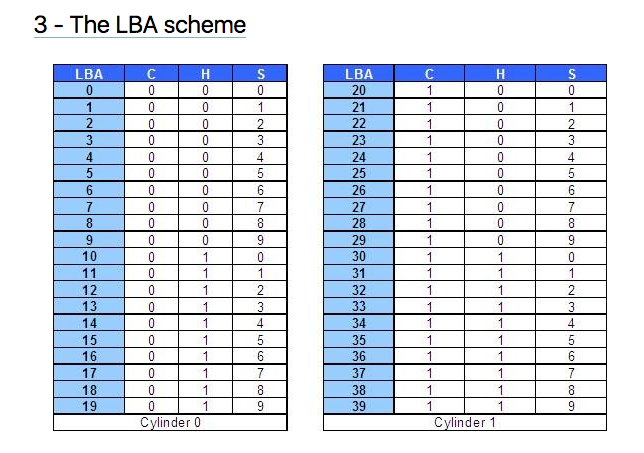 3 - The LBA scheme
LBA C H S
0 0 0 0
1 0 0 1
2 0 0 2
3 0 0 3
4 0 0 4
5 0 0 5
6 0 0 6
7 0 0 7
8 0 0 8
9 0 0 9
10 0 1 0
11 0 1 1
12 0 1 2
13 0 1 3
14 0 1 4
15 0 1 5
16 0 1 6
17 0 1 7
18 0 1 8
19 0 1 9
Cylinder 0
LBA C H S
20 1 0 0
21 1 0 1
22 1 0 2
23 1 0 3
24 1 0 4
25 1 0 5
26 1 0 6
27 1 0 7
28 1 0 8
29 1 0 9
30 1 1 0
31 1 1 1
32 1 1 2
33 1 1 3
34 1 1 4
35 1 1 5
36 1 1 6
37 1 1 7
38 1 1 8
39 1 1 9
Cylinder 1